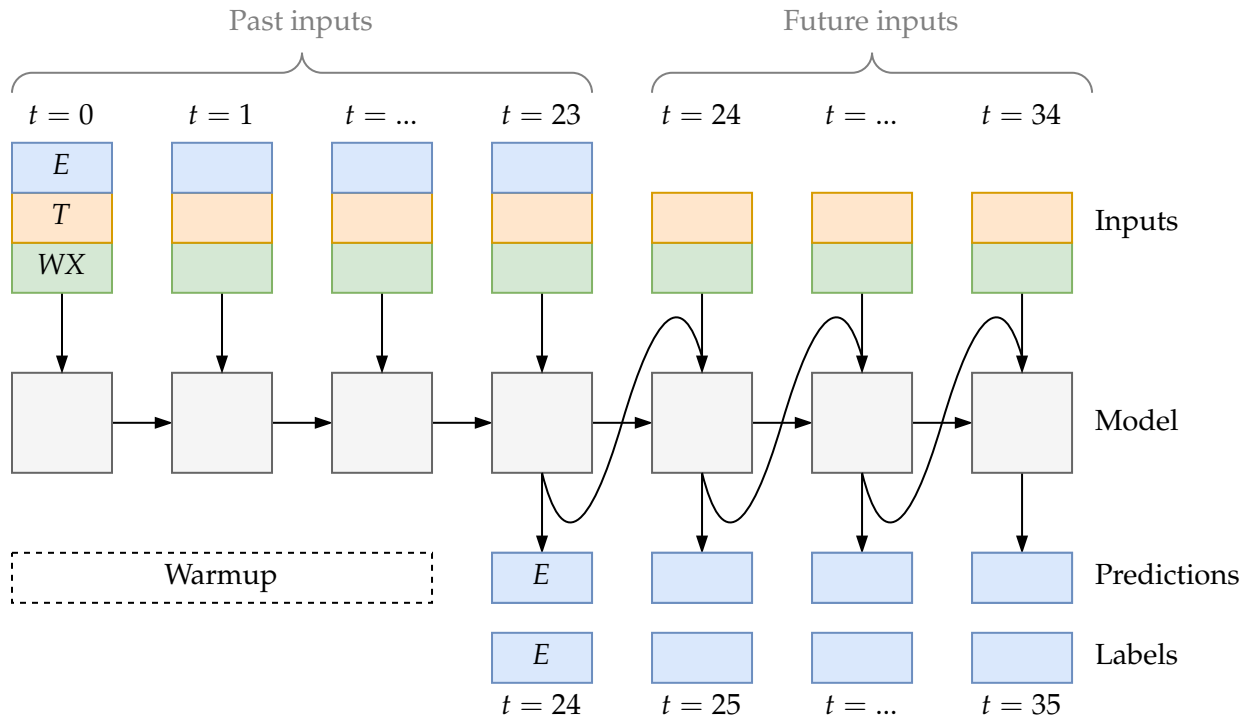 Past inputs Future inputs
t = 0 t = 1 t = ... t = 23 t = 24 t = ... t = 34
E
T Inputs
WX
Model
Warmup E Predictions
E Labels
t = 24 t = 25 t = ... t = 35